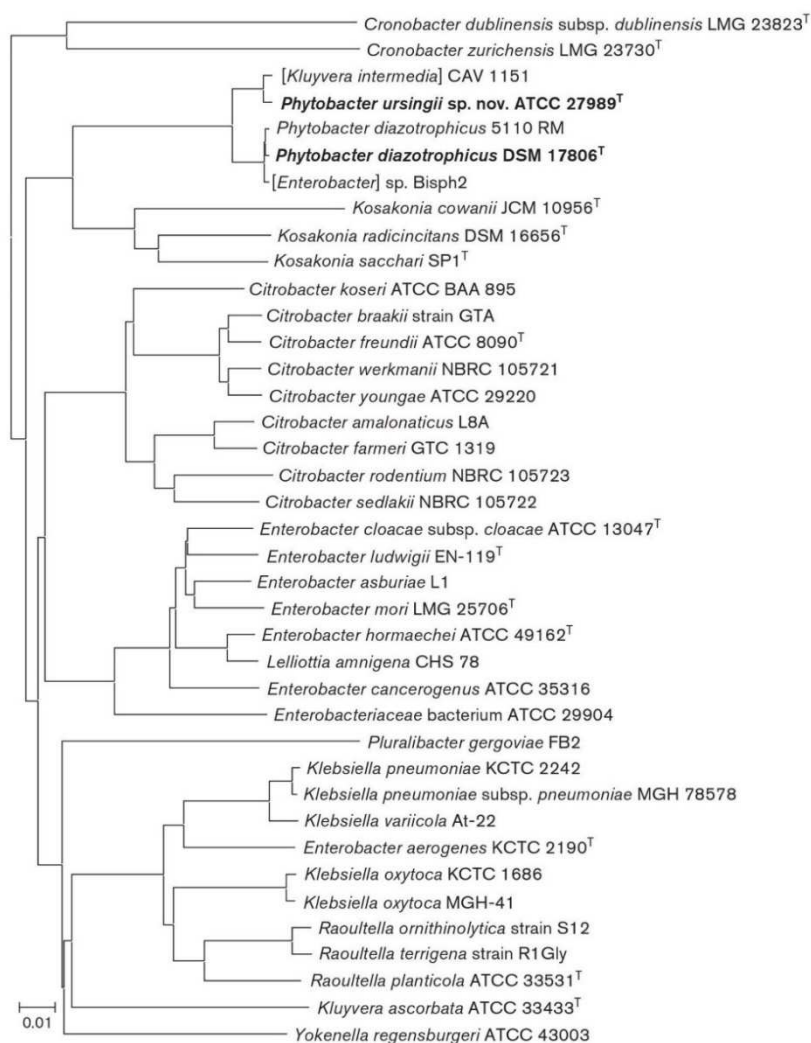 Cronobacter dublinensis subsp. dublinensis LMG 23823ᵀ
Cronobacter zurichensis LMG 23730ᵀ
[Kluyvera intermedia] CAV 1151
Phytobacter ursingii sp. nov. ATCC 27989ᵀ
Phytobacter diazotrophicus 5110 RM
Phytobacter diazotrophicus DSM 17806ᵀ
[Enterobacter] sp. Bisph2
Kosakonia cowanii JCM 10956ᵀ
Kosakonia radicincitans DSM 16656ᵀ
Kosakonia sacchari SP1ᵀ
Citrobacter koseri ATCC BAA 895
Citrobacter braakii strain GTA
Citrobacter freundii ATCC 8090ᵀ
Citrobacter werkmanii NBRC 105721
Citrobacter youngae ATCC 29220
Citrobacter amalonaticus L8A
Citrobacter farmeri GTC 1319
Citrobacter rodentium NBRC 105723
Citrobacter sedlakii NBRC 105722
Enterobacter cloacae subsp. cloacae ATCC 13047ᵀ
Enterobacter ludwigii EN-119ᵀ
Enterobacter asburiae L1
Enterobacter mori LMG 25706ᵀ
Enterobacter hormaechei ATCC 49162ᵀ
Lelliottia amnigena CHS 78
Enterobacter cancerogenus ATCC 35316
Enterobacteriaceae bacterium ATCC 29904
Pluralibacter gergoviae FB2
Klebsiella pneumoniae KCTC 2242
Klebsiella pneumoniae subsp. pneumoniae MGH 78578
Klebsiella variicola At-22
Enterobacter aerogenes KCTC 2190ᵀ
Klebsiella oxytoca KCTC 1686
Klebsiella oxytoca MGH-41
Raoultella ornithinolytica strain S12
Raoultella terrigena strain R1Gly
Raoultella planticola ATCC 33531ᵀ
Kluyvera ascorbata ATCC 33433ᵀ
Yokenella regensburgeri ATCC 43003
0.01